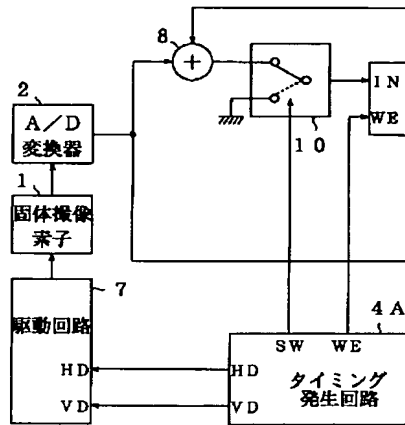 8
+
2
A/D
変換器
IN
WE
10
1
固体撮像
素子
7
駆動回路
HD
VD
4A
SW WE
HD
VD
タイミング
発生回路